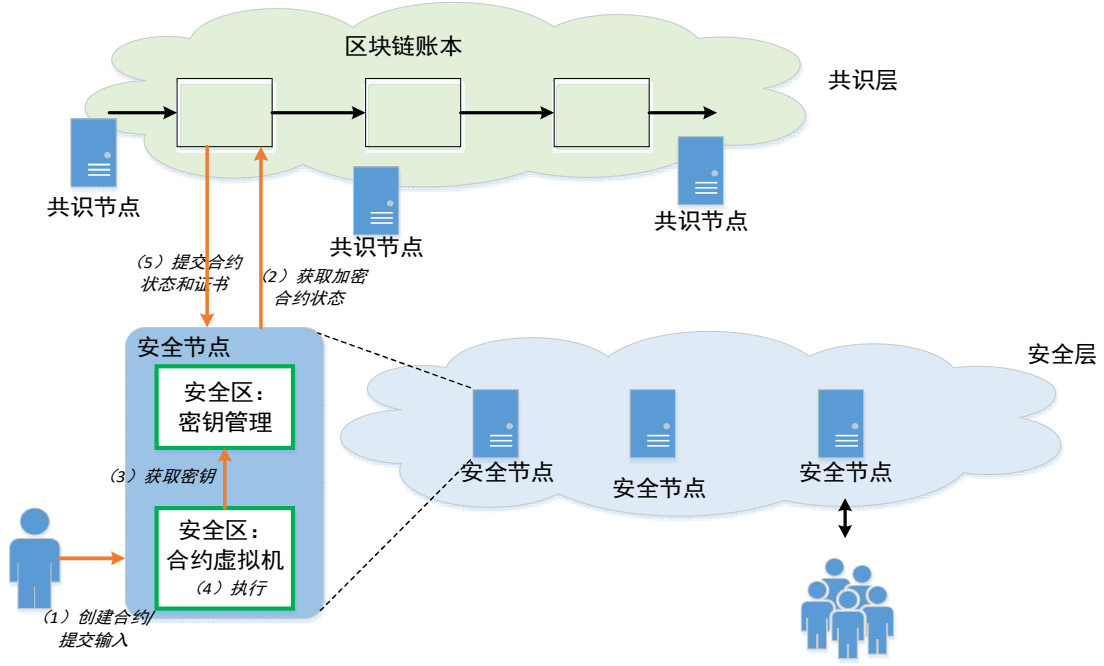 区块链账本
共识层
共识节点
共识节点
共识节点
（5）提交合约
状态和证书
（2）获取加密
合约状态
安全节点
安全区：
密钥管理
（3）获取密钥
安全区：
合约虚拟机
（4）执行
（1）创建合约/
提交输入
安全层
安全节点
安全节点
安全节点